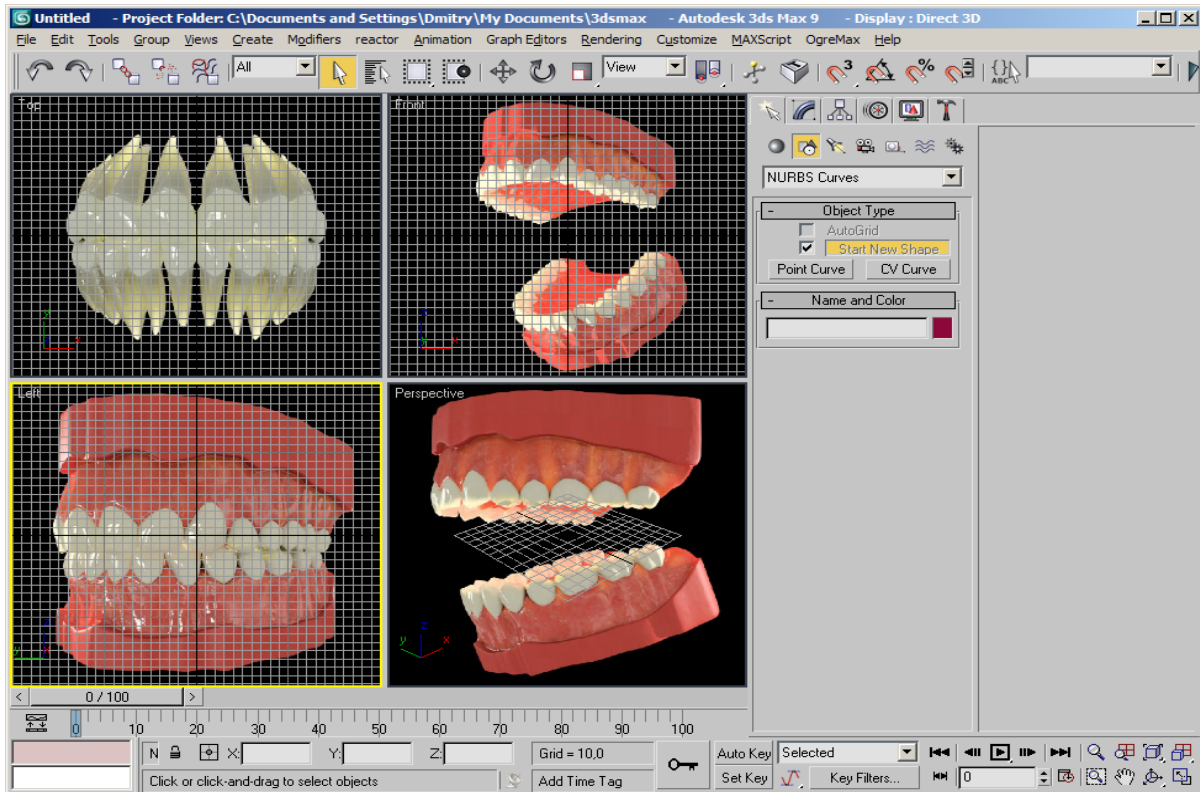 Untitled - Project Folder: C:\Documents and Settings\Dmitry\My Documents\3dsmax - Autodesk 3ds Max 9 - Display : Direct 3D
File Edit Tools Group Views Create Modifiers reactor Animation Graph Editors Rendering Customize MAXScript OgreMax Help
All View 3 % {} ABC
Top Front
NURBS Curves
- Object Type
AutoGrid
Start New Shape
Point Curve CV Curve
- Name and Color
y x z x
Left Perspective
z y x
y x
< 0 / 100 >
0 10 20 30 40 50 60 70 80 90 100
N X: Y: Z: Grid = 10,0 Auto Key Selected
Click or click-and-drag to select objects Add Time Tag Set Key Key Filters... 0